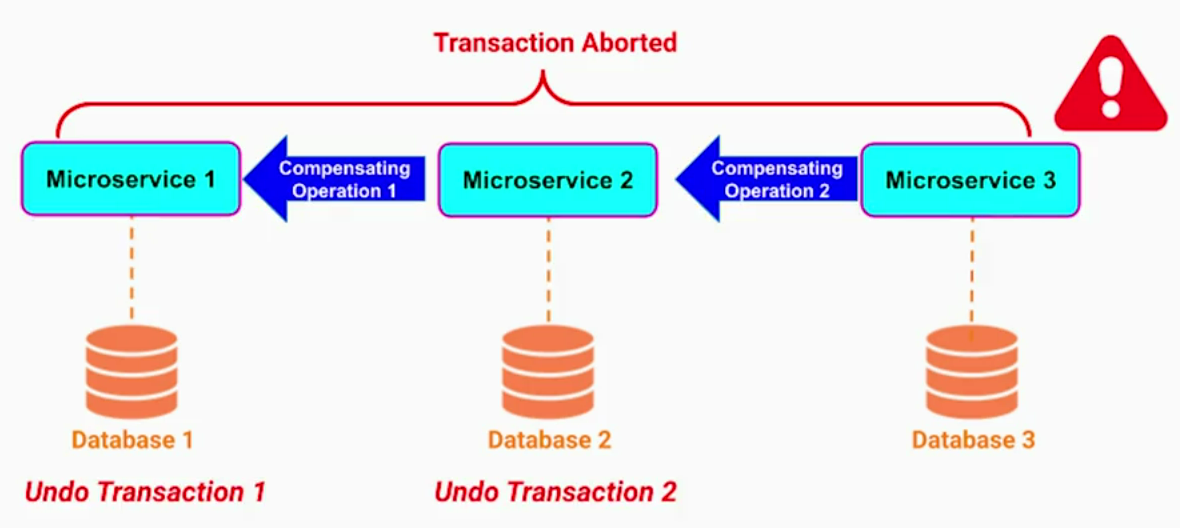 Transaction Aborted
Microservice 1
Compensating
Operation 1
Microservice 2
Compensating
Operation 2
Microservice 3
Database 1
Database 2
Database 3
Undo Transaction 1
Undo Transaction 2